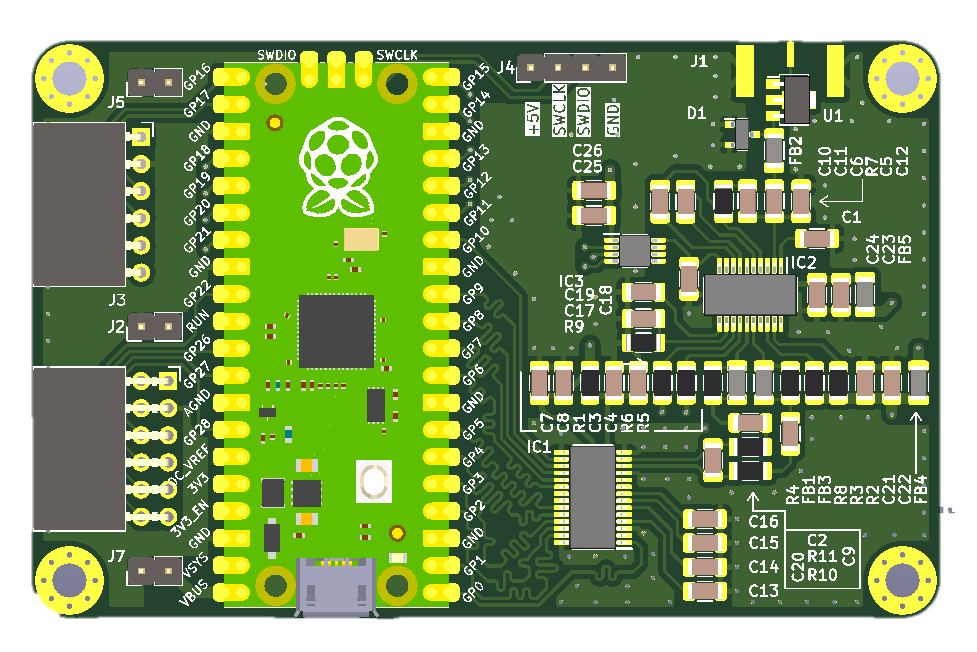 SWDIO
SWCLK
J4
J1
GP16
GP15
J5
GP17
GP14
+5V
SWCLK
SWDIO
GND
D1
U1
GND
GND
GP18
GP13
C26
C25
FB2
C10
C11
C6
R7
C5
C12
GP19
GP12
GP20
GP11
C1
GP21
GP10
C24
C23
FB5
GND
GND
IC2
IC3
C19
C17
R9
C18
J3
GP22
GP9
J2
RUN
GP8
GP26
GP7
GP27
GP6
AGND
GND
C7
C8
R1
C3
C4
R6
R5
GP28
GP5
IC1
DC_VREF
GP4
3V3
GP3
R4
FB1
FB3
R8
R3
R2
C21
C22
FB4
3V3_EN
GP2
C16
GND
GND
C15
C2
R11
R10
C20
C9
J7
VSYS
GP1
C14
VBUS
GP0
C13